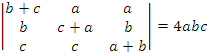 |b + c a a|
|b c + a b| = 4abc
|c c a + b|